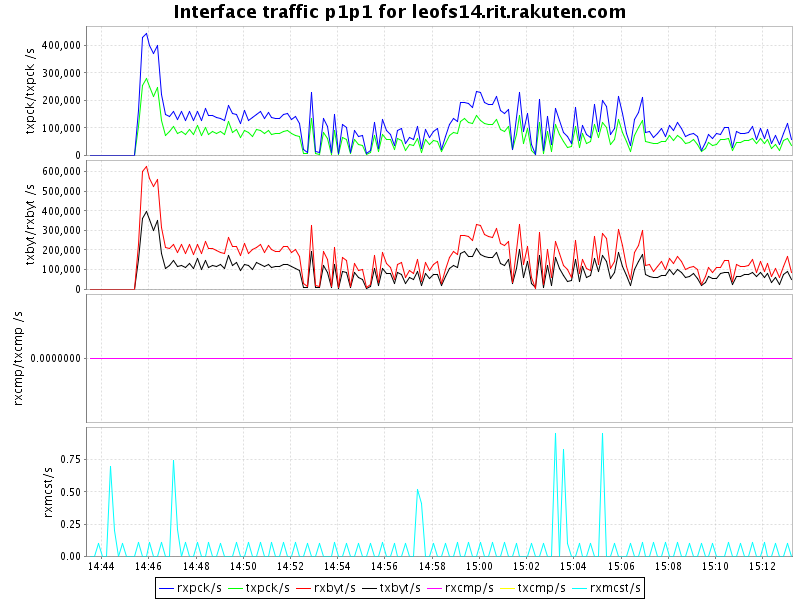 Interface traffic p1p1 for leofs14.rit.rakuten.com
txpck/txpck /s
400,000
300,000
200,000
100,000
0
txbyt/rxbyt /s
600,000
500,000
400,000
300,000
200,000
100,000
0
rxcmp/txcmp /s
0.0000000
rxmcst/s
0.75
0.50
0.25
0.00
14:44 14:46 14:48 14:50 14:52 14:54 14:56 14:58 15:00 15:02 15:04 15:06 15:08 15:10 15:12
rxpck/s txpck/s rxbyt/s txbyt/s rxcmp/s txcmp/s rxmcst/s